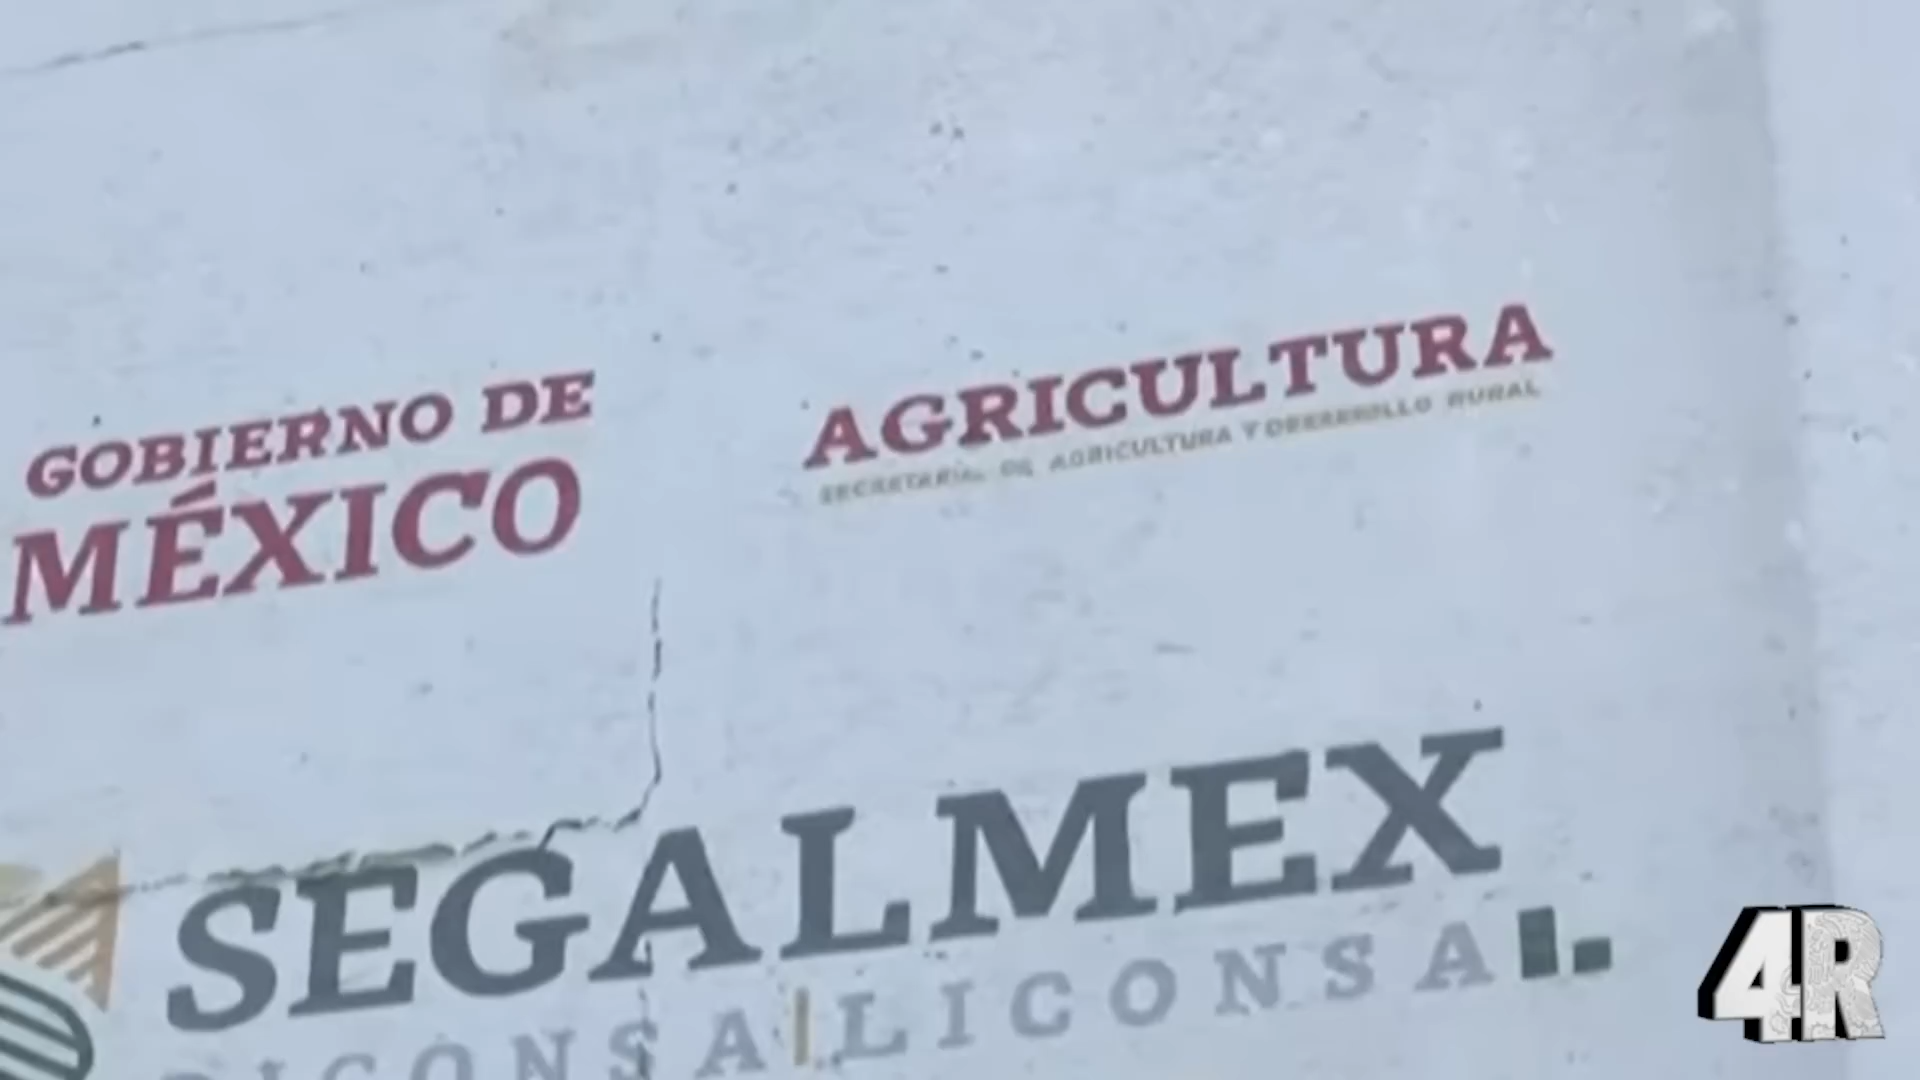 GOBIERNO DE
MÉXICO
AGRICULTURA
SECRETARÍA DE AGRICULTURA Y DESARROLLO RURAL
SEGALMEX
DICONSA | LICONSA
4R